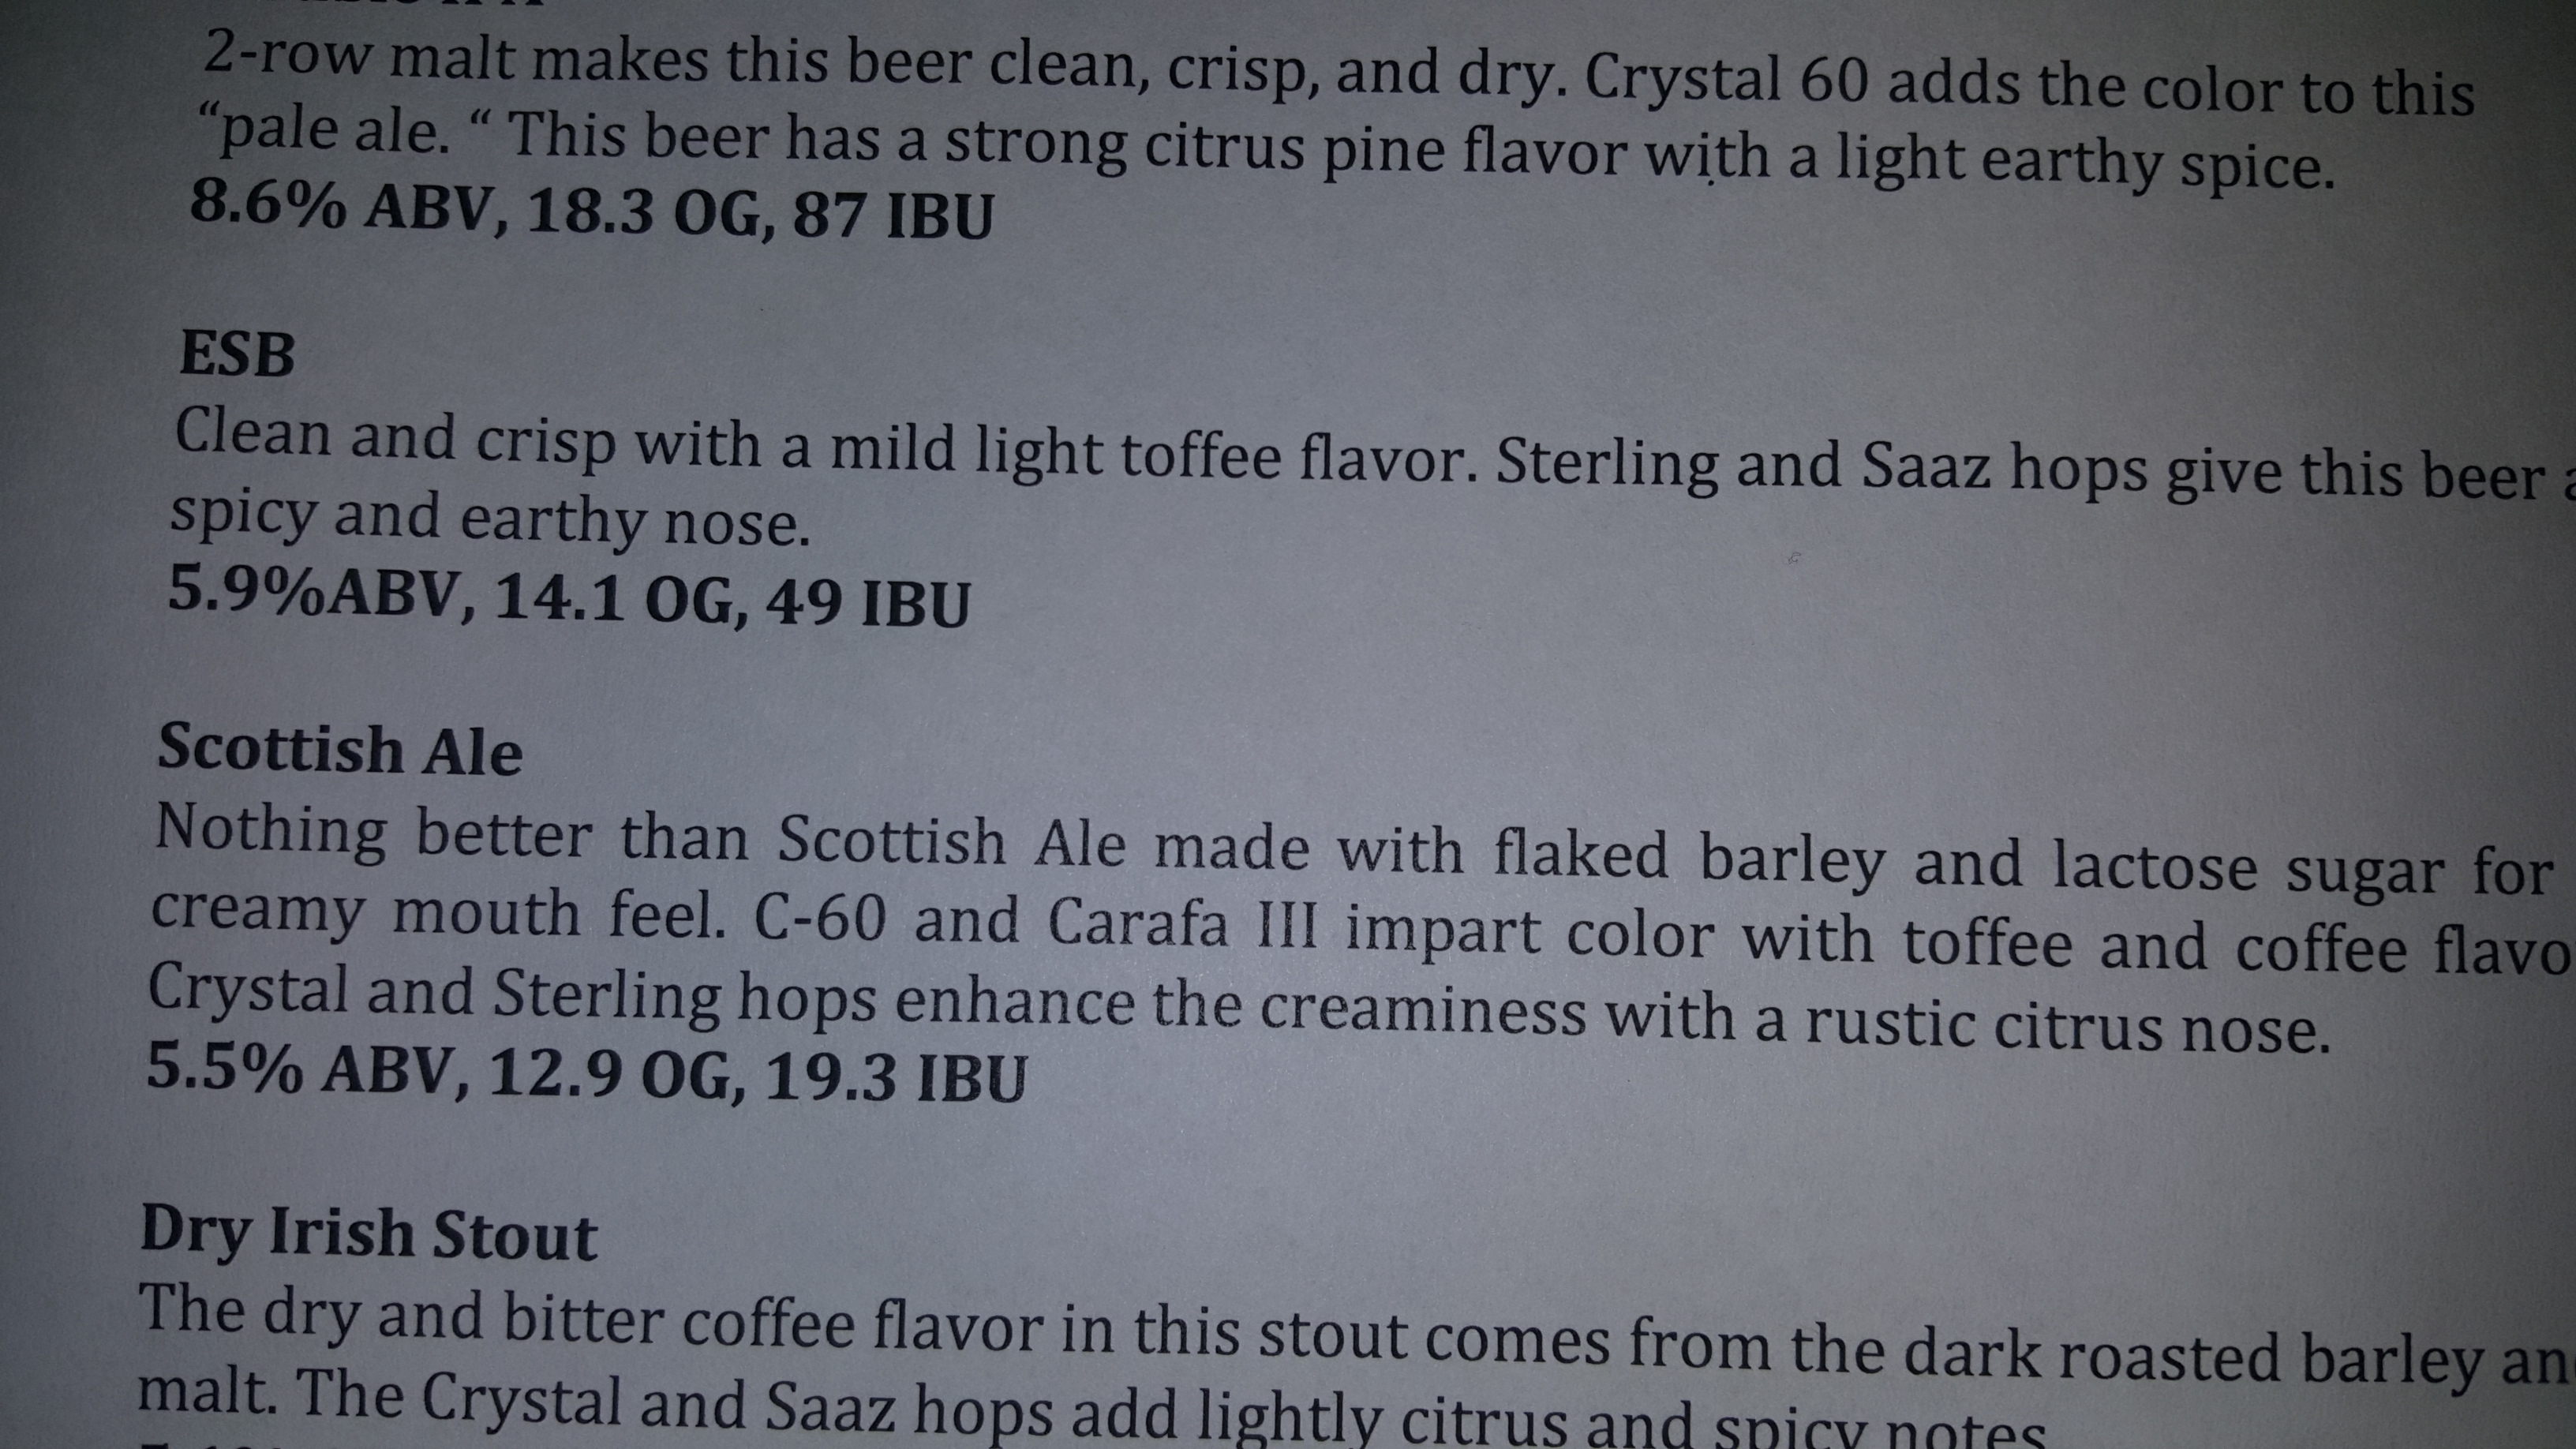 2-row malt makes this beer clean, crisp, and dry. Crystal 60 adds the color to this
“pale ale. “ This beer has a strong citrus pine flavor with a light earthy spice.
8.6% ABV, 18.3 OG, 87 IBU
ESB
Clean and crisp with a mild light toffee flavor. Sterling and Saaz hops give this beer
spicy and earthy nose.
5.9%ABV, 14.1 OG, 49 IBU
Scottish Ale
Nothing better than Scottish Ale made with flaked barley and lactose sugar for
creamy mouth feel. C-60 and Carafa III impart color with toffee and coffee flavo
Crystal and Sterling hops enhance the creaminess with a rustic citrus nose.
5.5% ABV, 12.9 OG, 19.3 IBU
Dry Irish Stout
The dry and bitter coffee flavor in this stout comes from the dark roasted barley an
malt. The Crystal and Saaz hops add lightly citrus and spicy notes